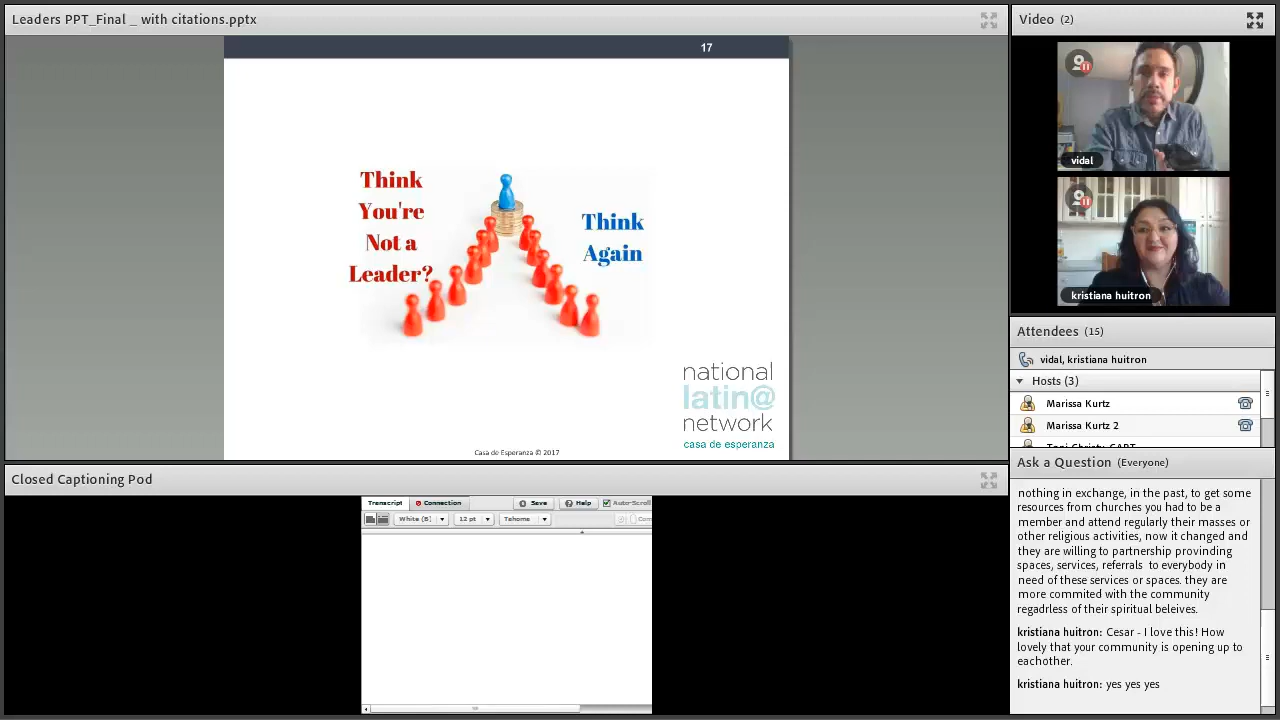 Leaders PPT_Final _ with citations.pptx
17
Think
You're
Not a
Leader?
Think
Again
national
latin@
network
casa de esperanza
Casa de Esperanza © 2017
Closed Captioning Pod
Transcript
Connection
Save
Help
Auto-Scroll
White (B)
12 pt
Tahoma
Video (2)
vidal
kristiana huitron
Attendees (15)
vidal, kristiana huitron
Hosts (3)
Marissa Kurtz
Marissa Kurtz 2
Ask a Question (Everyone)
nothing in exchange, in the past, to get some
resources from churches you had to be a
member and attend regularly their masses or
other religious activities, now it changed and
they are willing to partnership provinding
spaces, services, referrals to everybody in
need of these services or spaces. they are
more commited with the community
regadrless of their spiritual beleives.
kristiana huitron: Cesar - I love this! How
lovely that your community is opening up to
eachother.
kristiana huitron: yes yes yes